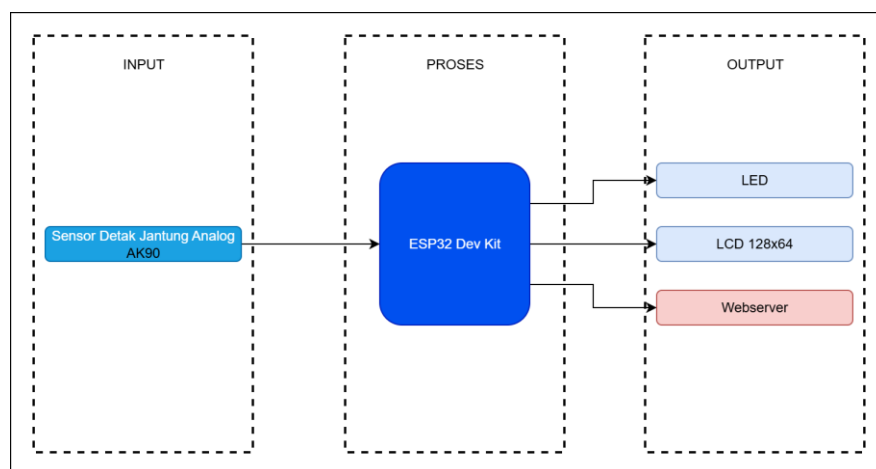 INPUT
PROSES
OUTPUT
Sensor Detak Jantung Analog
AK90
ESP32 Dev Kit
LED
LCD 128x64
Webserver